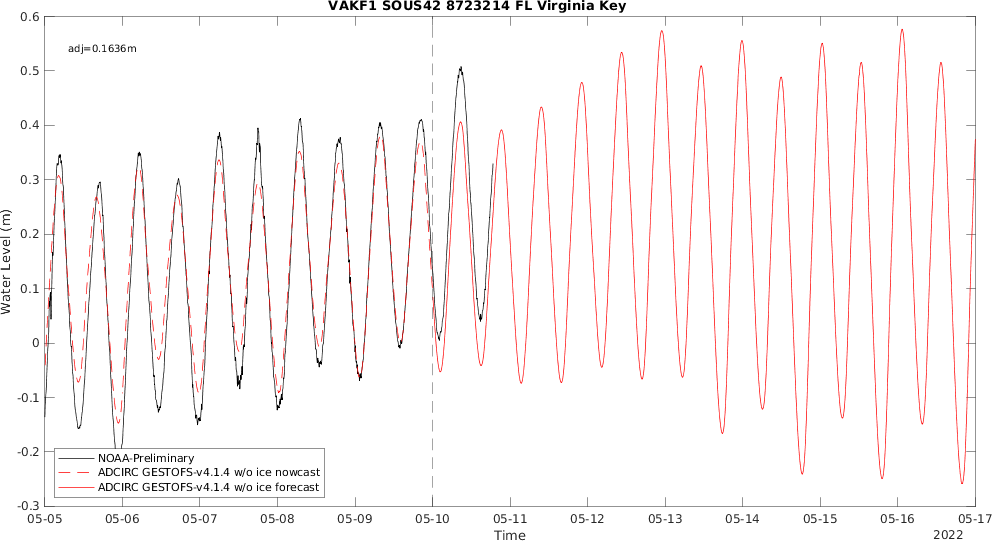 VAKF1 SOUS42 8723214 FL Virginia Key
adj=0.1636m
0.6
0.5
0.4
0.3
0.2
0.1
0
-0.1
-0.2
-0.3
Water Level (m)
NOAA-Preliminary
ADCIRC GESTOFS-v4.1.4 w/o ice nowcast
ADCIRC GESTOFS-v4.1.4 w/o ice forecast
05-05 05-06 05-07 05-08 05-09 05-10 05-11 05-12 05-13 05-14 05-15 05-16 05-17
Time
2022